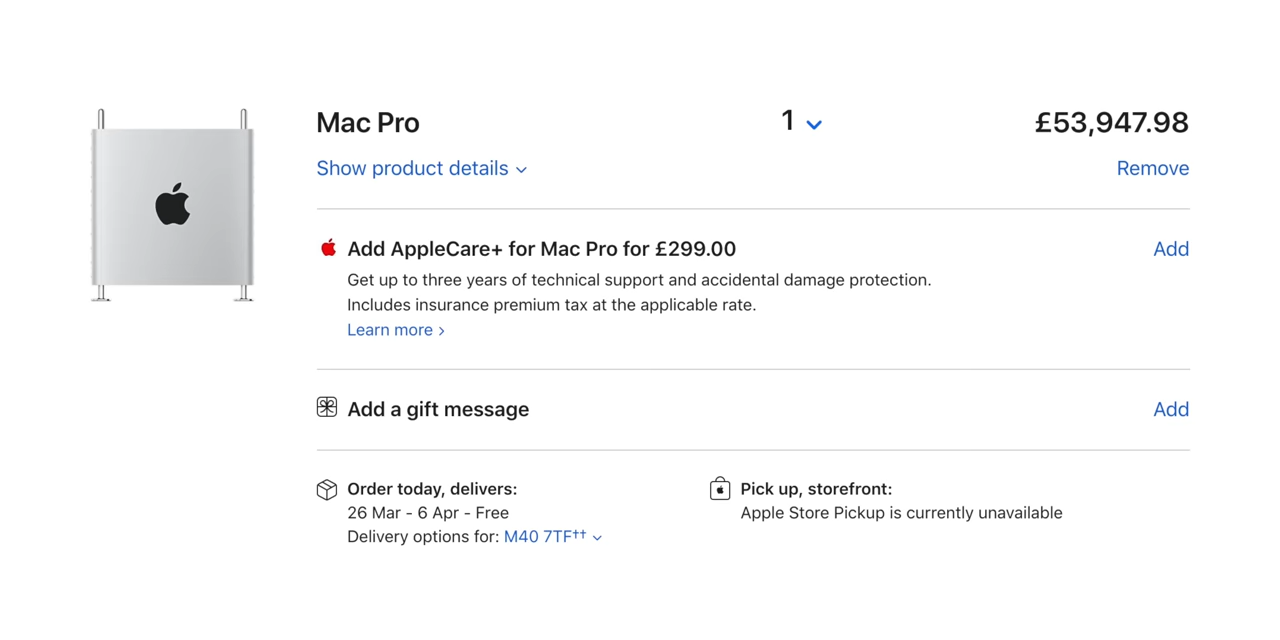 Mac Pro
1
£53,947.98
Show product details
Remove
Add AppleCare+ for Mac Pro for £299.00
Add
Get up to three years of technical support and accidental damage protection.
Includes insurance premium tax at the applicable rate.
Learn more ›
Add a gift message
Add
Order today, delivers:
26 Mar - 6 Apr - Free
Delivery options for: M40 7TF††
Pick up, storefront:
Apple Store Pickup is currently unavailable